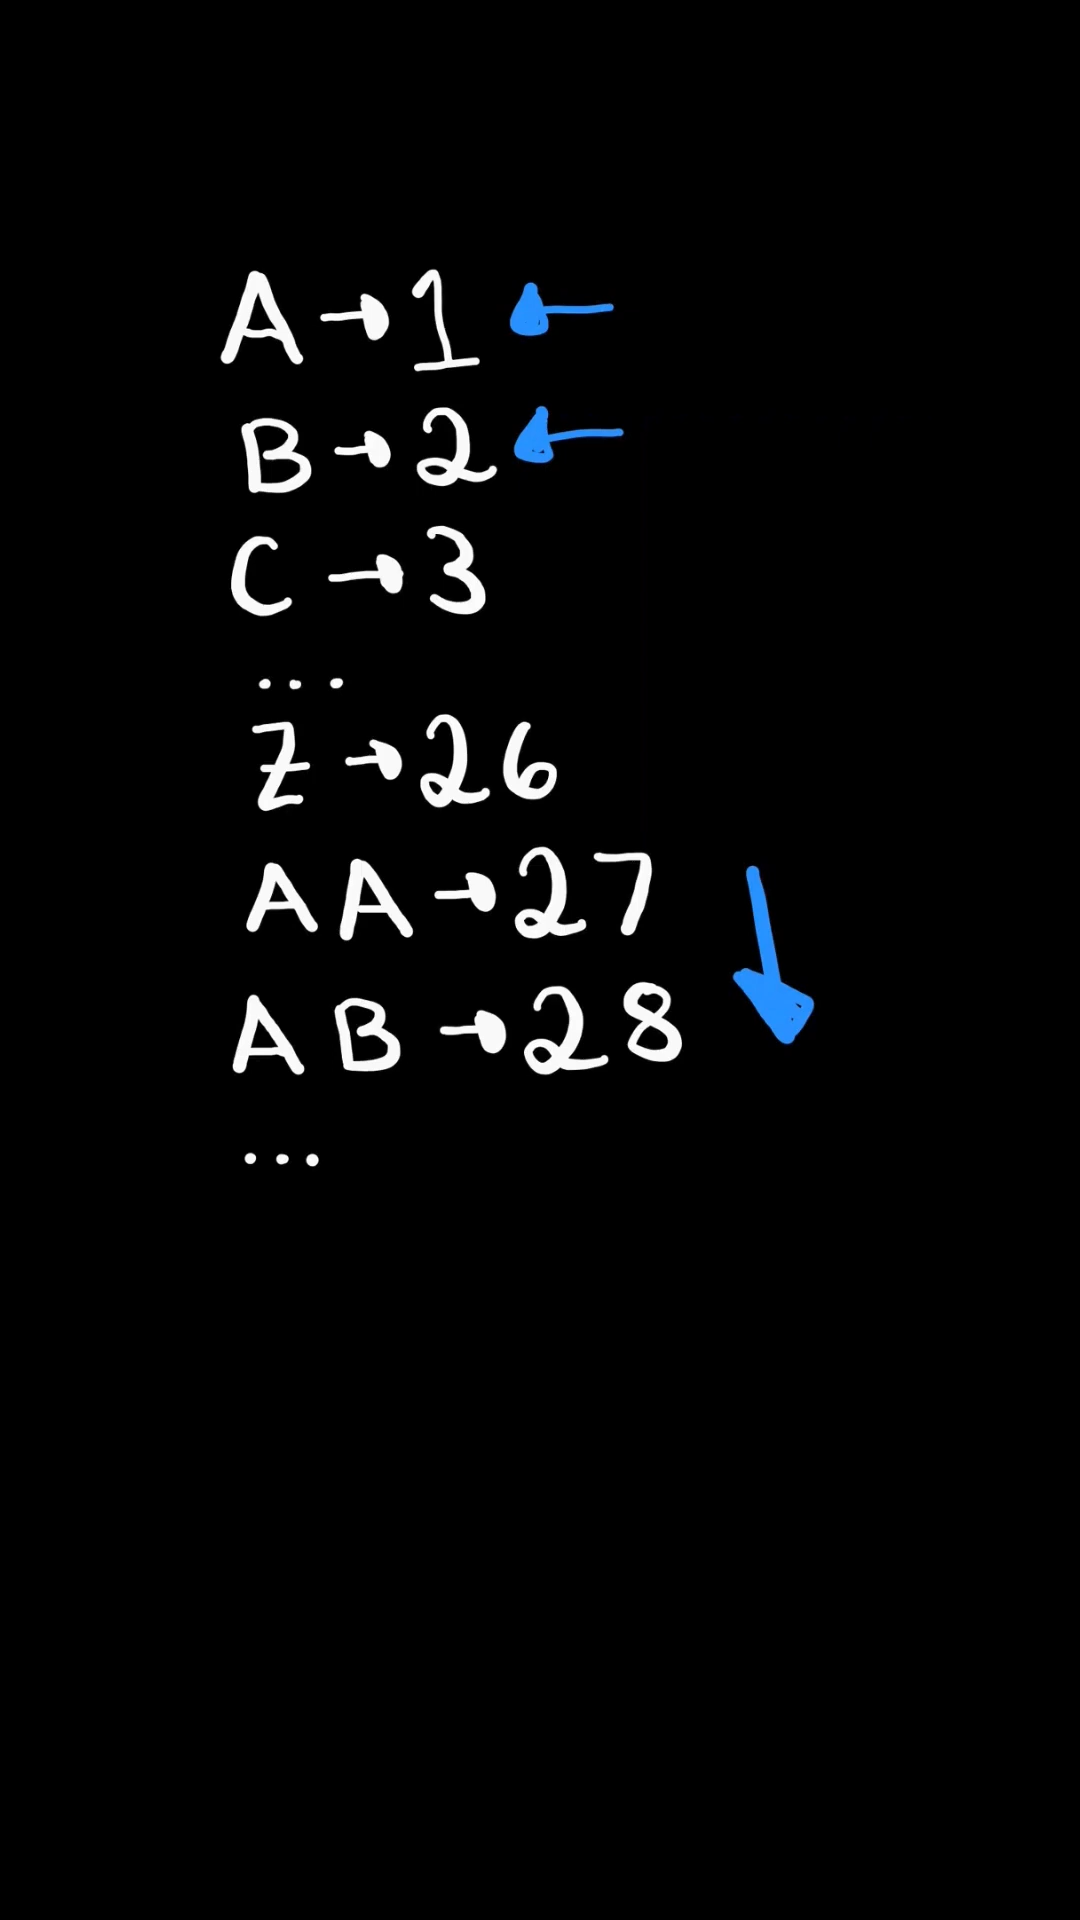 A → 1
B → 2
C → 3
...
Z → 26
AA → 27
AB → 28
...